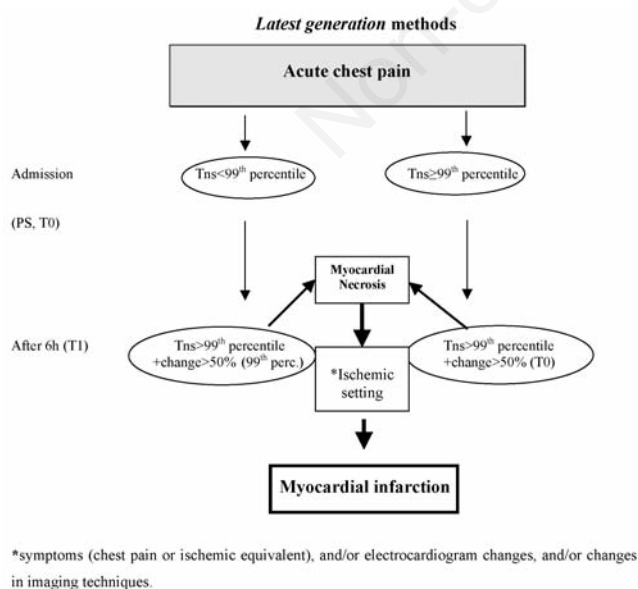 Latest generation methods
Acute chest pain
Admission
Tns<99th percentile
Tns≥99th percentile
(PS, T0)
Myocardial
Necrosis
After 6h (T1)
Tns>99th percentile
+change>50% (99th perc.)
Tns>99th percentile
+change>50% (T0)
*Ischemic
setting
Myocardial infarction
*symptoms (chest pain or ischemic equivalent), and/or electrocardiogram changes, and/or changes
in imaging techniques.